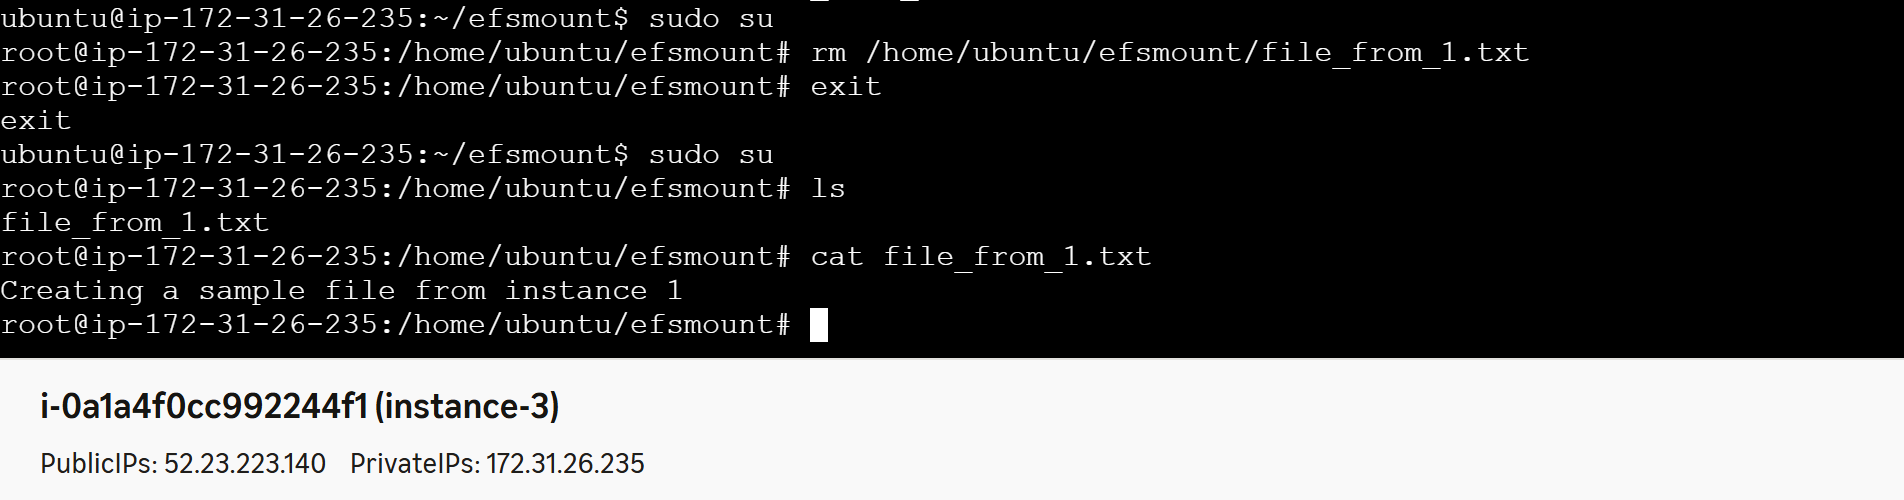 ubuntu@ip-172-31-26-235:~/efsmount$ sudo su
root@ip-172-31-26-235:/home/ubuntu/efsmount# rm /home/ubuntu/efsmount/file_from_1.txt
root@ip-172-31-26-235:/home/ubuntu/efsmount# exit
exit
ubuntu@ip-172-31-26-235:~/efsmount$ sudo su
root@ip-172-31-26-235:/home/ubuntu/efsmount# ls
file_from_1.txt
root@ip-172-31-26-235:/home/ubuntu/efsmount# cat file_from_1.txt
Creating a sample file from instance 1
root@ip-172-31-26-235:/home/ubuntu/efsmount#
i-0a1a4f0cc992244f1 (instance-3)
PublicIPs: 52.23.223.140 PrivateIPs: 172.31.26.235